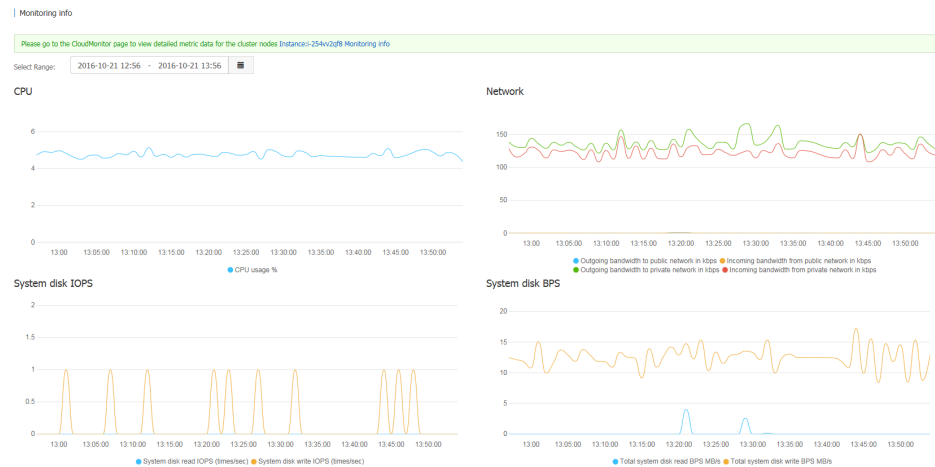 Monitoring info
Please go to the CloudMonitor page to view detailed metric data for the cluster nodes Instance:i-254vv2qf8 Monitoring info
Select Range: 2016-10-21 12:56 - 2016-10-21 13:56
CPU
6
4
2
0
13:00 13:05:00 13:10:00 13:15:00 13:20:00 13:25:00 13:30:00 13:35:00 13:40:00 13:45:00 13:50:00
CPU usage %
Network
150
100
50
0
13:00 13:05:00 13:10:00 13:15:00 13:20:00 13:25:00 13:30:00 13:35:00 13:40:00 13:45:00 13:50:00
Outgoing bandwidth to public network in kbps Incoming bandwidth from public network in kbps
Outgoing bandwidth to private network in kbps Incoming bandwidth from private network in kbps
System disk IOPS
2
1.5
1
0.5
0
13:00 13:05:00 13:10:00 13:15:00 13:20:00 13:25:00 13:30:00 13:35:00 13:40:00 13:45:00 13:50:00
System disk read IOPS (times/sec) System disk write IOPS (times/sec)
System disk BPS
20
15
10
5
0
13:00 13:05:00 13:10:00 13:15:00 13:20:00 13:25:00 13:30:00 13:35:00 13:40:00 13:45:00 13:50:00
Total system disk read BPS MB/s Total system disk write BPS MB/s